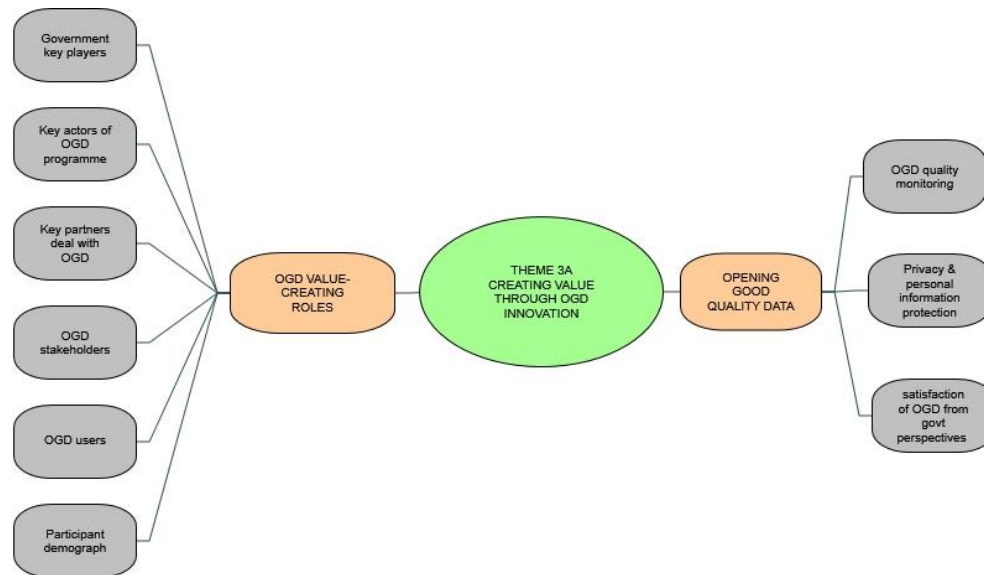 Government
key players
Key actors of
OGD
programme
Key partners
deal with
OGD
OGD
stakeholders
OGD users
Participant
demograph
OGD VALUE-
CREATING
ROLES
THEME 3A
CREATING VALUE
THROUGH OGD
INNOVATION
OPENING
GOOD
QUALITY DATA
OGD quality
monitoring
Privacy &
personal
information
protection
satisfaction
of OGD from
govt
perspectives